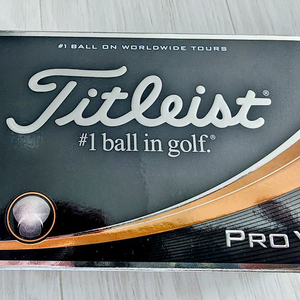 #1 BALL ON WORLDWIDE TOURS
Titleist®
#1 ball in golf.®
PRO V